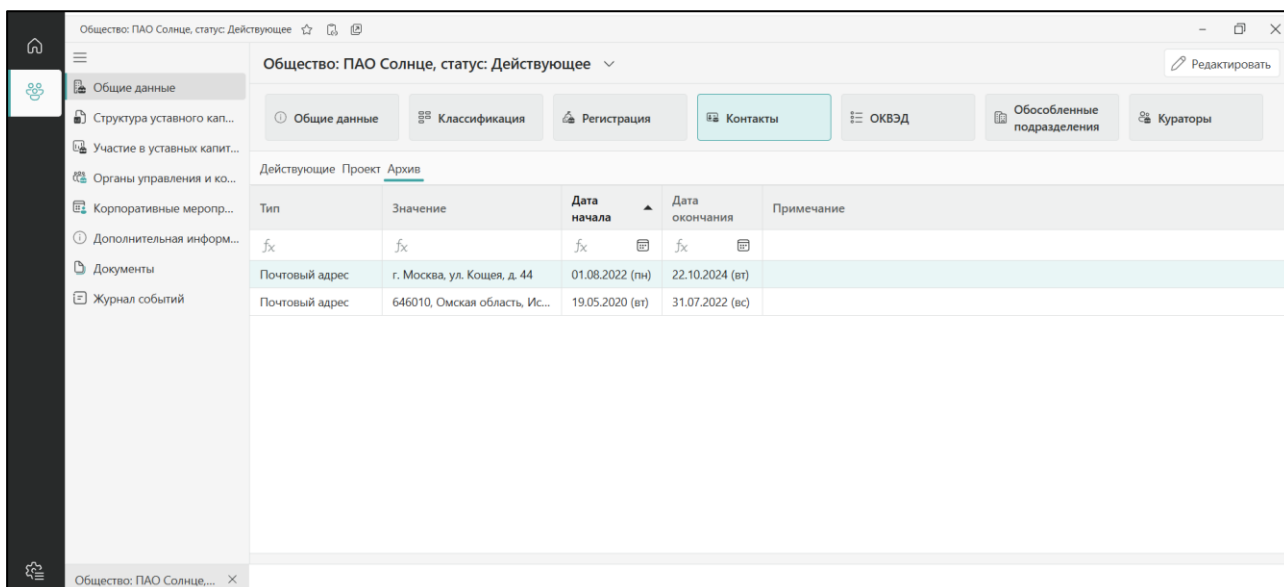 Общество: ПАО Солнце, статус: Действующее
Общество: ПАО Солнце, статус: Действующее
Редактировать
Общие данные
Структура уставного кап...
Участие в уставных капит...
Органы управления и ко...
Корпоративные меропр...
Дополнительная информ...
Документы
Журнал событий
Общие данные
Классификация
Регистрация
Контакты
ОКВЭД
Обособленные
подразделения
Кураторы
Действующие Проект Архив
Тип Значение Дата начала Дата окончания Примечание
fx fx fx fx
Почтовый адрес г. Москва, ул. Кощея, д. 44 01.08.2022 (пн) 22.10.2024 (вт)
Почтовый адрес 646010, Омская область, Ис... 19.05.2020 (вт) 31.07.2022 (вс)
Общество: ПАО Солнце,...